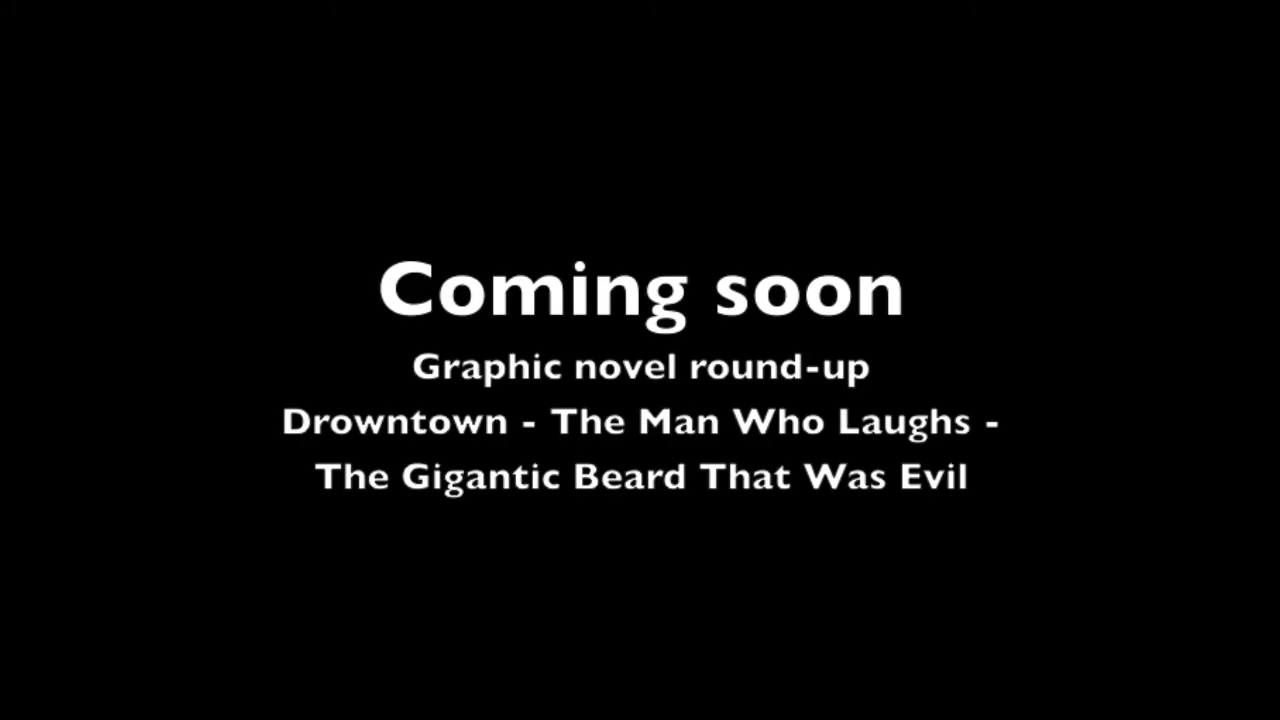 Coming soon
Graphic novel round-up
Drowntown - The Man Who Laughs -
The Gigantic Beard That Was Evil